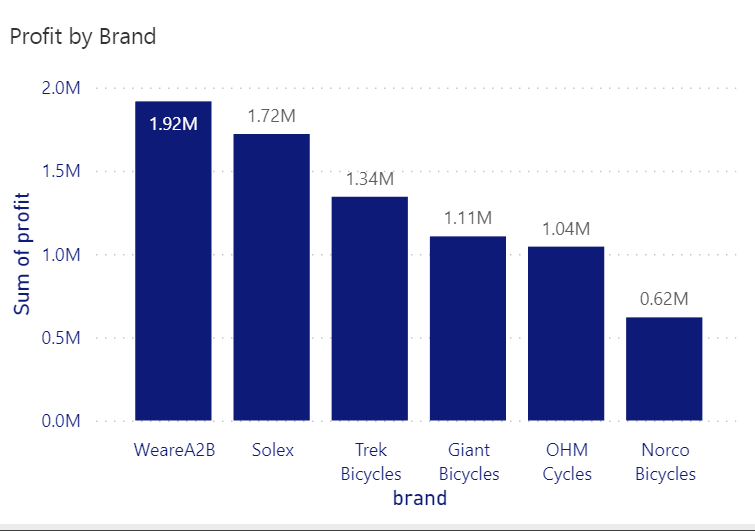 Profit by Brand
2.0M
1.5M
1.0M
0.5M
0.0M
Sum of profit
1.92M
1.72M
1.34M
1.11M
1.04M
0.62M
WeareA2B
Solex
Trek
Bicycles
Giant
Bicycles
OHM
Cycles
Norco
Bicycles
brand